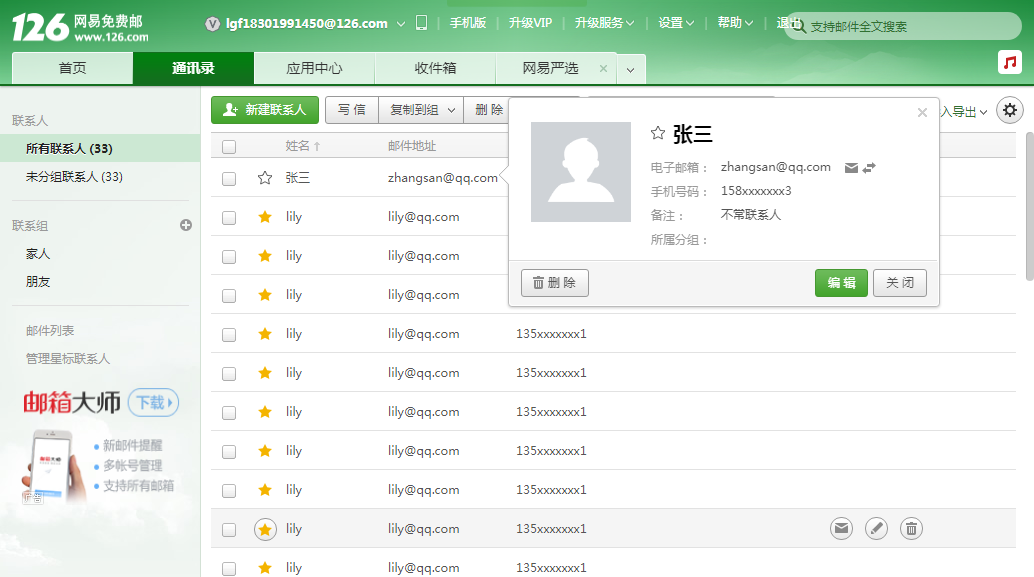 126 网易免费邮 www.126.com
lgf18301991450@126.com 手机版 升级VIP 升级服务 设置 帮助 退出 支持邮件全文搜索
首页 通讯录 应用中心 收件箱 网易严选
新建联系人 写 信 复制到组 删 除 入导出
联系人
所有联系人 (33)
未分组联系人 (33)
联系组
家人
朋友
邮件列表
管理星标联系人
邮箱大师 下载
新邮件提醒
多帐号管理
支持所有邮箱
广告
姓名 邮件地址
张三 zhangsan@qq.com
lily lily@qq.com
lily lily@qq.com
lily lily@qq.com
lily lily@qq.com 135xxxxxxx1
lily lily@qq.com 135xxxxxxx1
lily lily@qq.com 135xxxxxxx1
lily lily@qq.com 135xxxxxxx1
lily lily@qq.com 135xxxxxxx1
lily lily@qq.com 135xxxxxxx1
lily lily@qq.com 135xxxxxxx1
张三
电子邮箱： zhangsan@qq.com
手机号码： 158xxxxxxx3
备注： 不常联系人
所属分组：
删 除 编 辑 关 闭